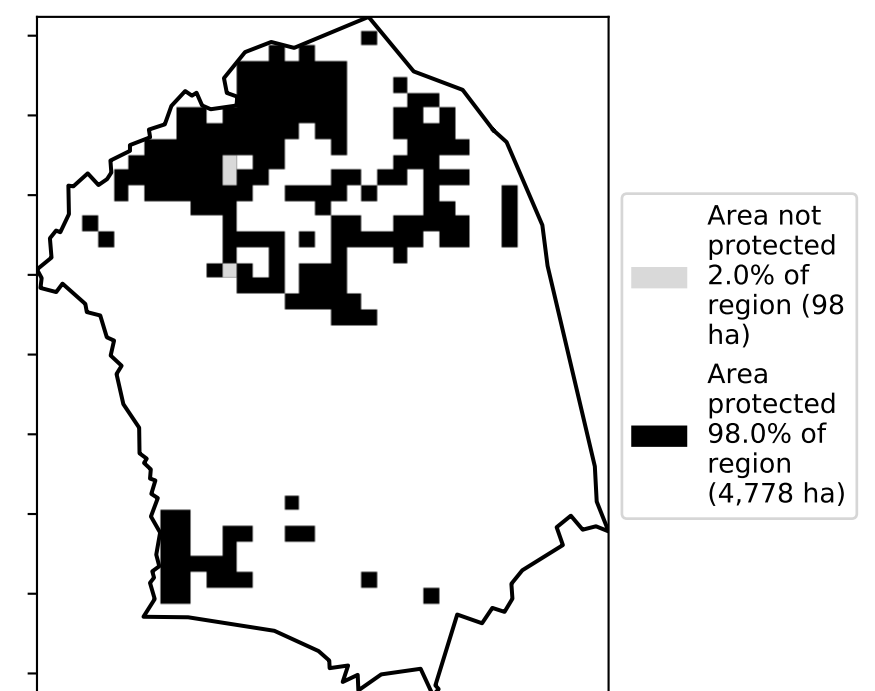 Area not
protected
2.0% of
region (98
ha)
Area
protected
98.0% of
region
(4,778 ha)